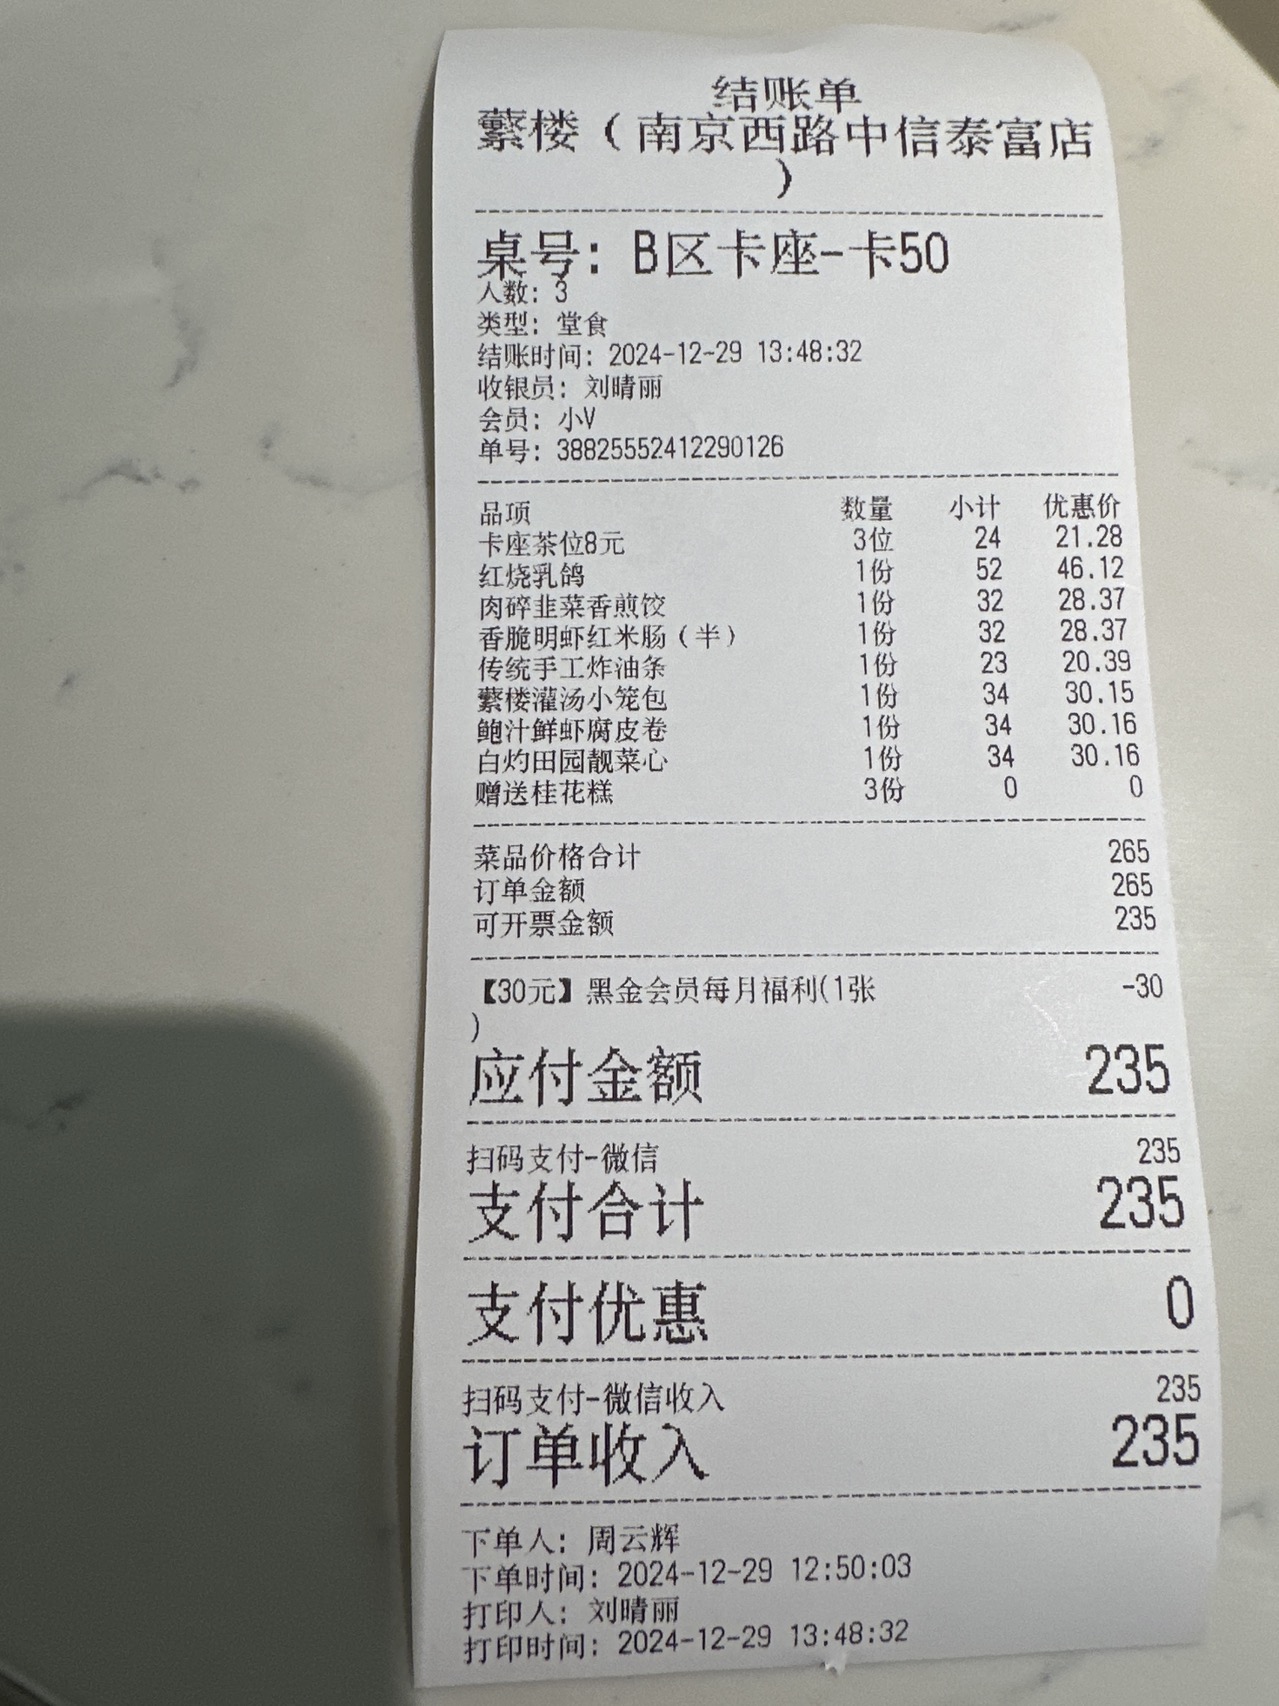 结账单
蘩楼（南京西路中信泰富店
）
桌号：B区卡座-卡50
人数：3
类型：堂食
结账时间：2024-12-29 13:48:32
收银员：刘晴丽
会员：小V
单号：38825552412290126
品项 数量 小计 优惠价
卡座茶位8元 3位 24 21.28
红烧乳鸽 1份 52 46.12
肉碎韭菜香煎饺 1份 32 28.37
香脆明虾红米肠（半） 1份 32 28.37
传统手工炸油条 1份 23 20.39
蘩楼灌汤小笼包 1份 34 30.15
鲍汁鲜虾腐皮卷 1份 34 30.16
白灼田园靓菜心 1份 34 30.16
赠送桂花糕 3份 0 0
菜品价格合计 265
订单金额 265
可开票金额 235
【30元】黑金会员每月福利(1张 -30
)
应付金额 235
扫码支付-微信 235
支付合计 235
支付优惠 0
扫码支付-微信收入 235
订单收入 235
下单人：周云辉
下单时间：2024-12-29 12:50:03
打印人：刘晴丽
打印时间：2024-12-29 13:48:32